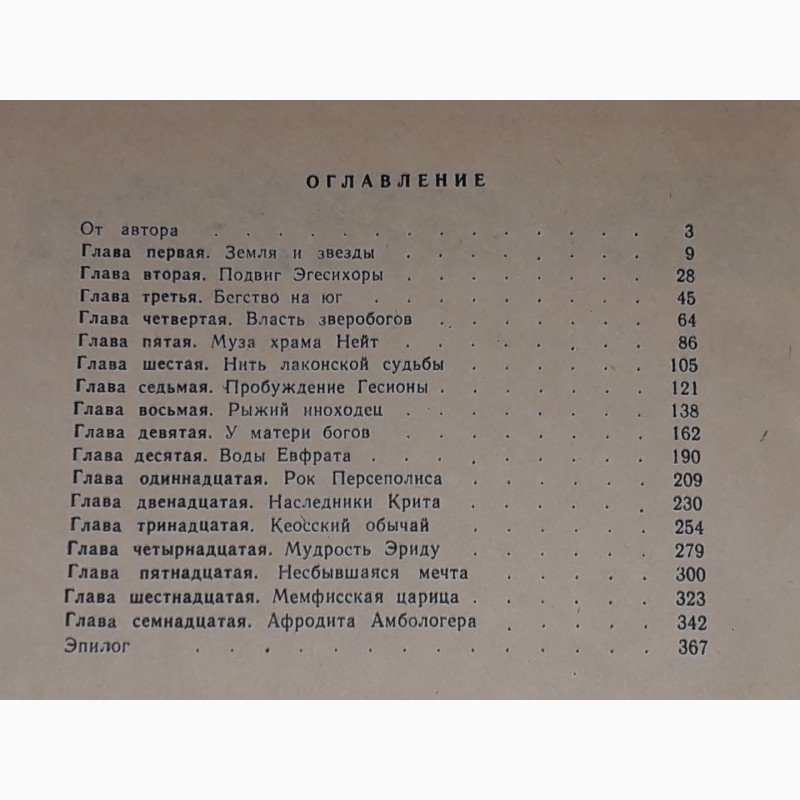 ОГЛАВЛЕНИЕ
От автора . . . . . . . . . . . . . 3
Глава первая. Земля и звезды . . . . . . . . 9
Глава вторая. Подвиг Эгесихоры . . . . . . . 28
Глава третья. Бегство на юг . . . . . . . . 45
Глава четвертая. Власть зверобогов . . . . . . . 64
Глава пятая. Муза храма Нейт . . . . . . . 86
Глава шестая. Нить лаконской судьбы . . . . . . 105
Глава седьмая. Пробуждение Гесионы . . . . . . . 121
Глава восьмая. Рыжий иноходец . . . . . . . 138
Глава девятая. У матери богов . . . . . . . 162
Глава десятая. Воды Евфрата . . . . . . . . 190
Глава одиннадцатая. Рок Персеполиса . . . . . . 209
Глава двенадцатая. Наследники Крита . . . . . . 230
Глава тринадцатая. Кеосский обычай . . . . . . 254
Глава четырнадцатая. Мудрость Эриду . . . . . . 279
Глава пятнадцатая. Несбывшаяся мечта . . . . . 300
Глава шестнадцатая. Мемфисская царица . . . . . . 323
Глава семнадцатая. Афродита Амбологера . . . . . 342
Эпилог . . . . . . . . . . . . . 367